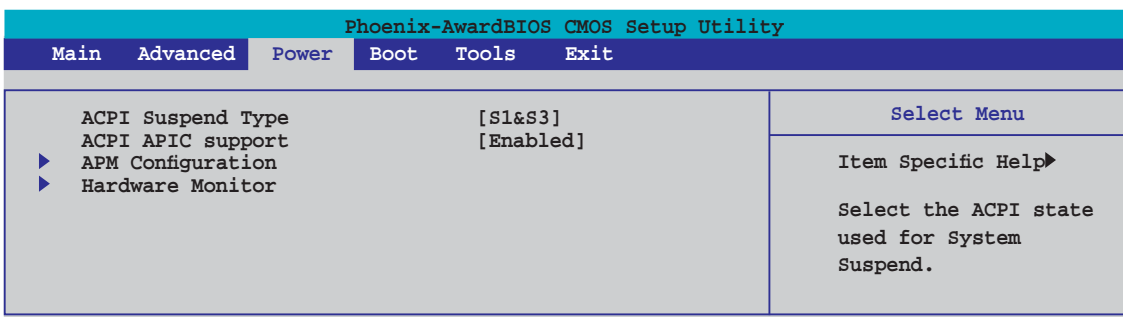 Phoenix-AwardBIOS CMOS Setup Utility
Main Advanced Power Boot Tools Exit
ACPI Suspend Type [S1&S3]
ACPI APIC support [Enabled]
APM Configuration
Hardware Monitor
Select Menu
Item Specific Help
Select the ACPI state
used for System
Suspend.